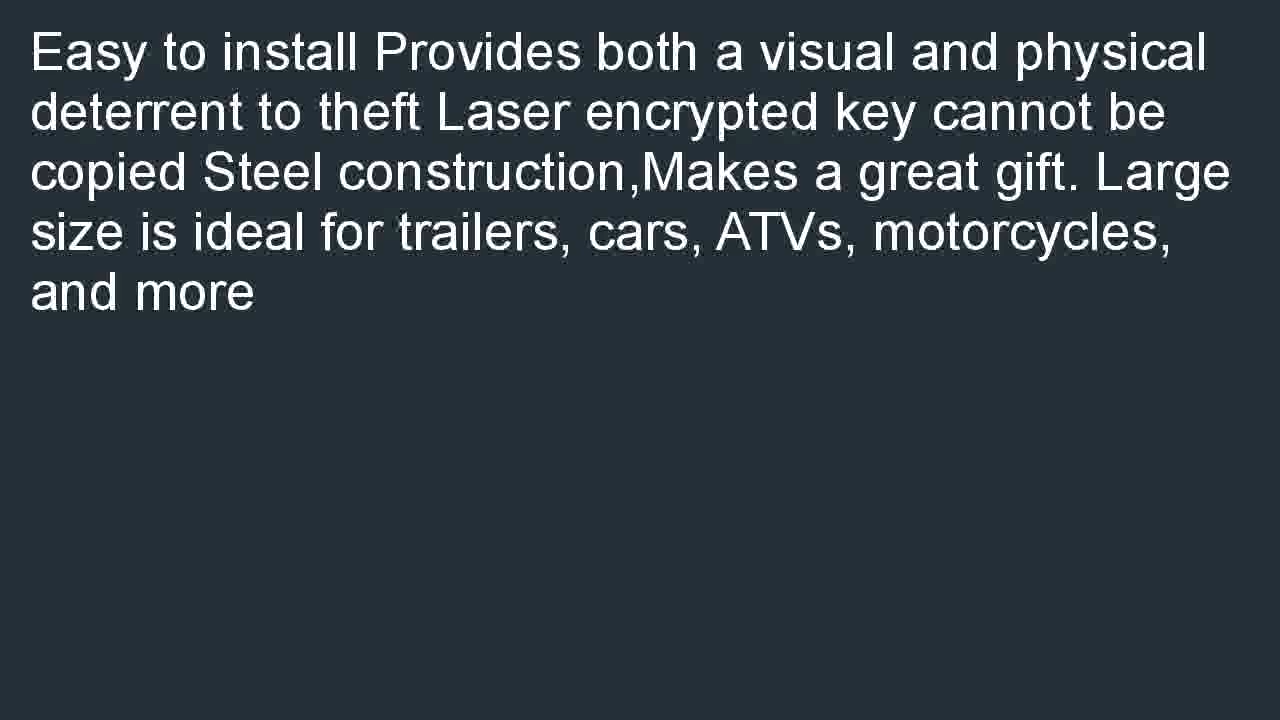 Easy to install Provides both a visual and physical
deterrent to theft Laser encrypted key cannot be
copied Steel construction,Makes a great gift. Large
size is ideal for trailers, cars, ATVs, motorcycles,
and more